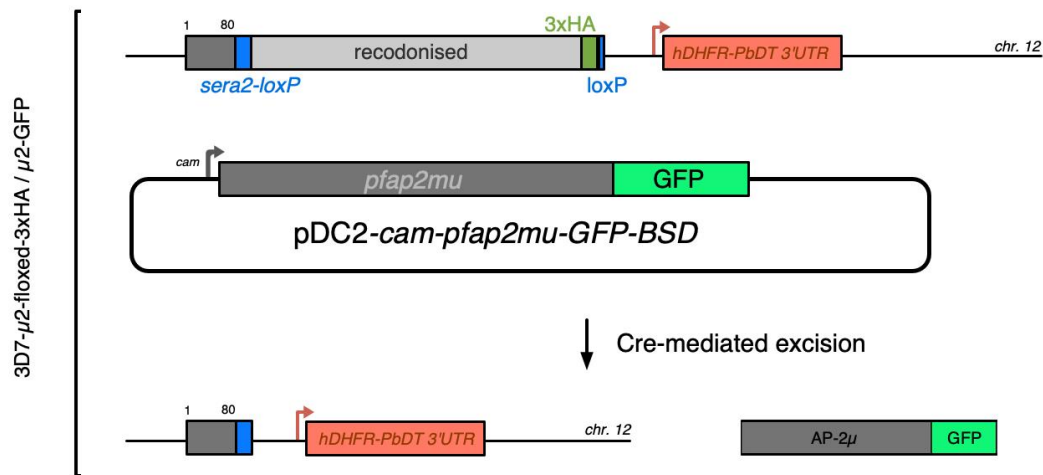 3D7-µ2-floxed-3xHA / µ2-GFP
1 80 3xHA
recodonised hDHFR-PbDT 3'UTR chr. 12
sera2-loxP loxP
cam pfap2mu GFP
pDC2-cam-pfap2mu-GFP-BSD
Cre-mediated excision
1 80
hDHFR-PbDT 3'UTR chr. 12 AP-2µ GFP